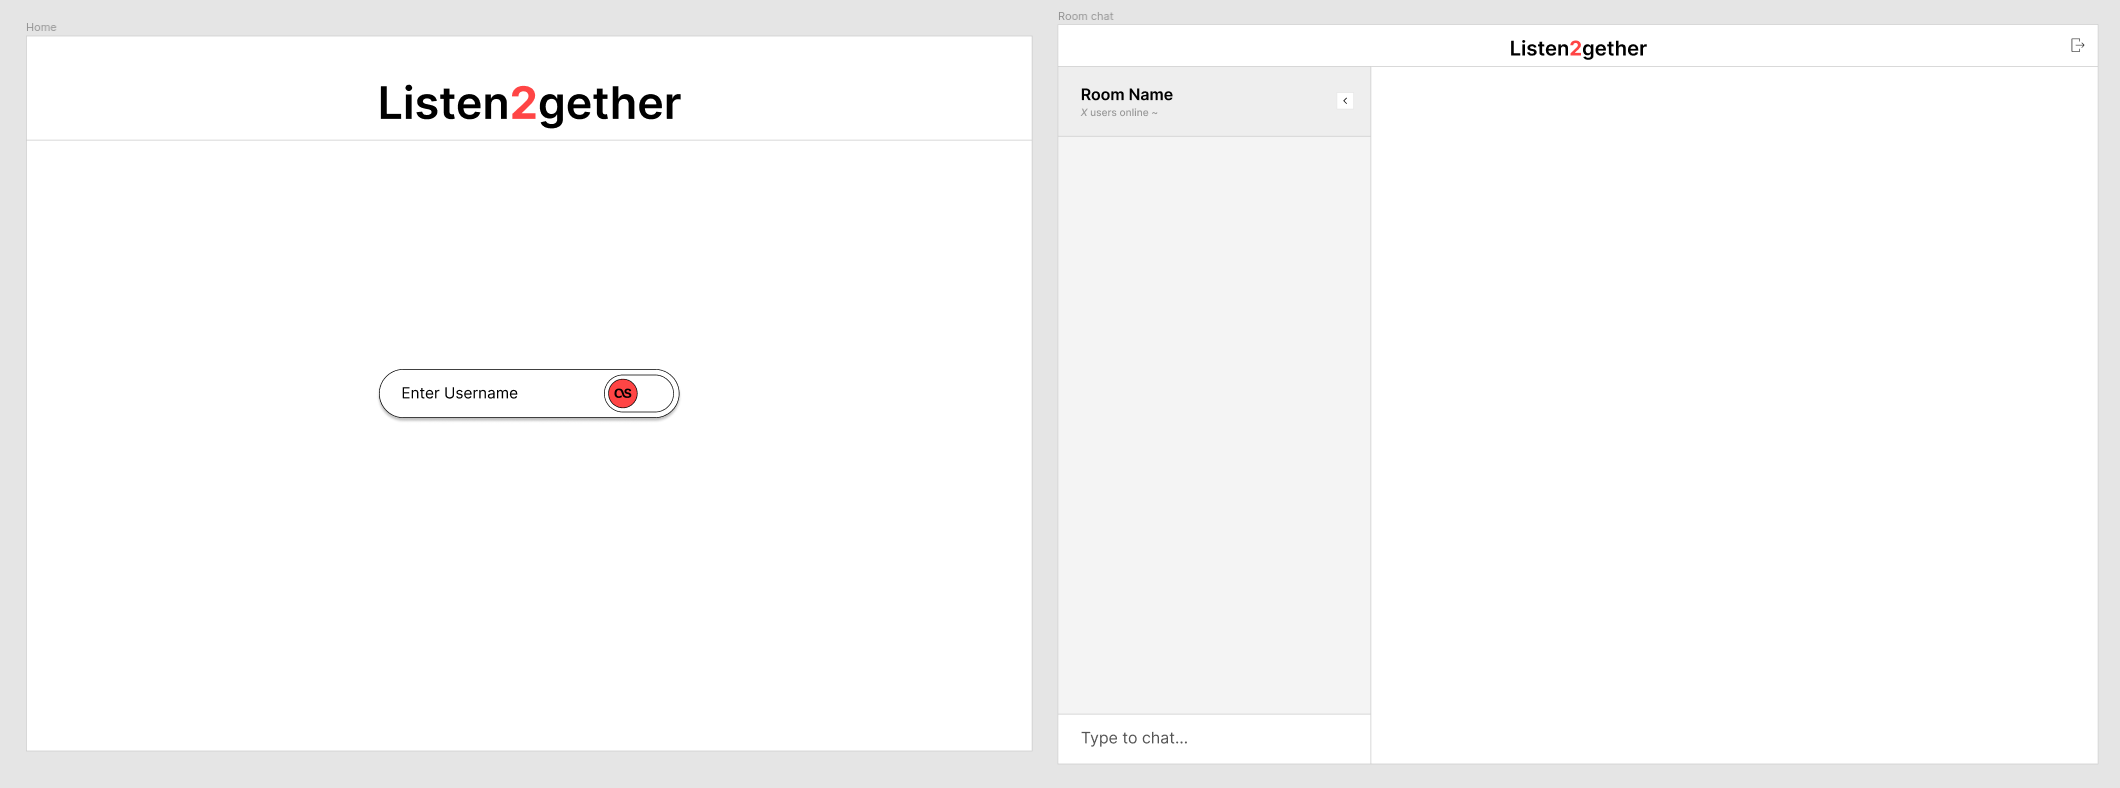 Home
Listen2gether
Enter Username
Room chat
Listen2gether
Room Name
X users online ~
Type to chat...